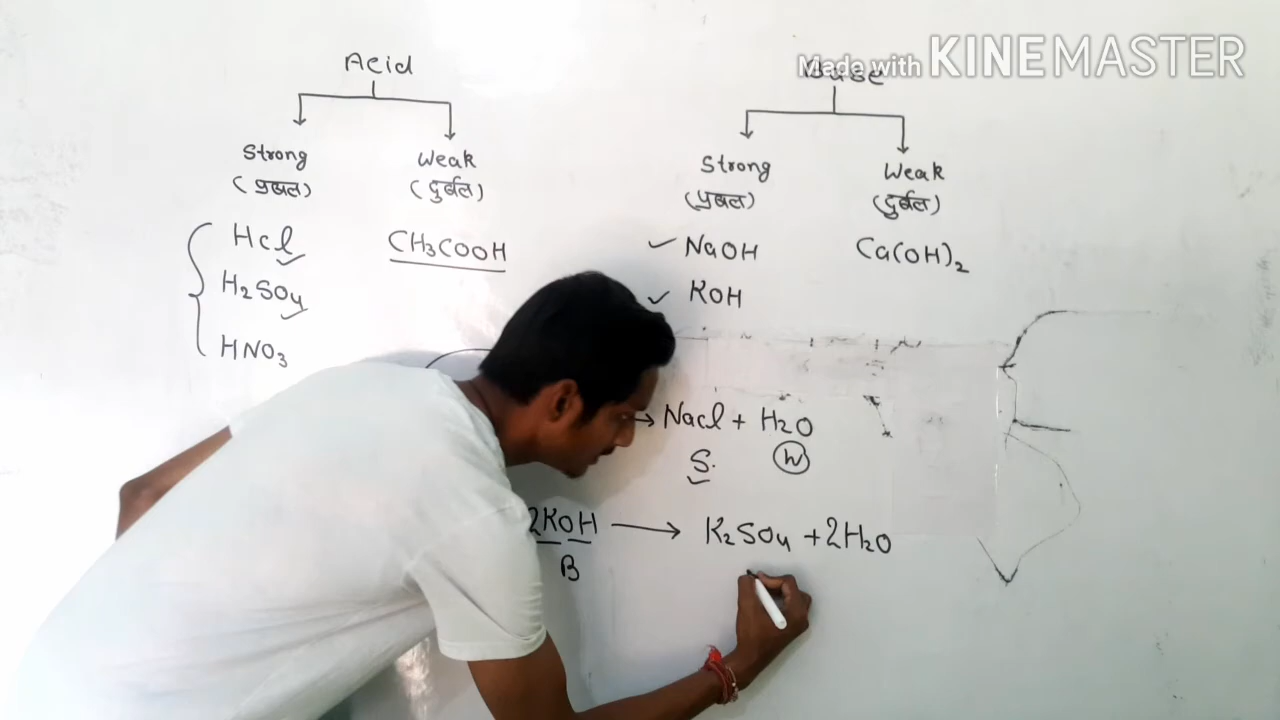 Made with KINEMASTER
Acid
Base
Strong
(प्रबल)
Weak
(दुर्बल)
Strong
(प्रबल)
Weak
(दुर्बल)
Hcl
H₂SO₄
HNO₃
CH₃COOH
NaOH
KOH
Ca(OH)₂
→ Nacl + H₂O
S.
W
2KOH → K₂SO₄ + 2H₂O
B